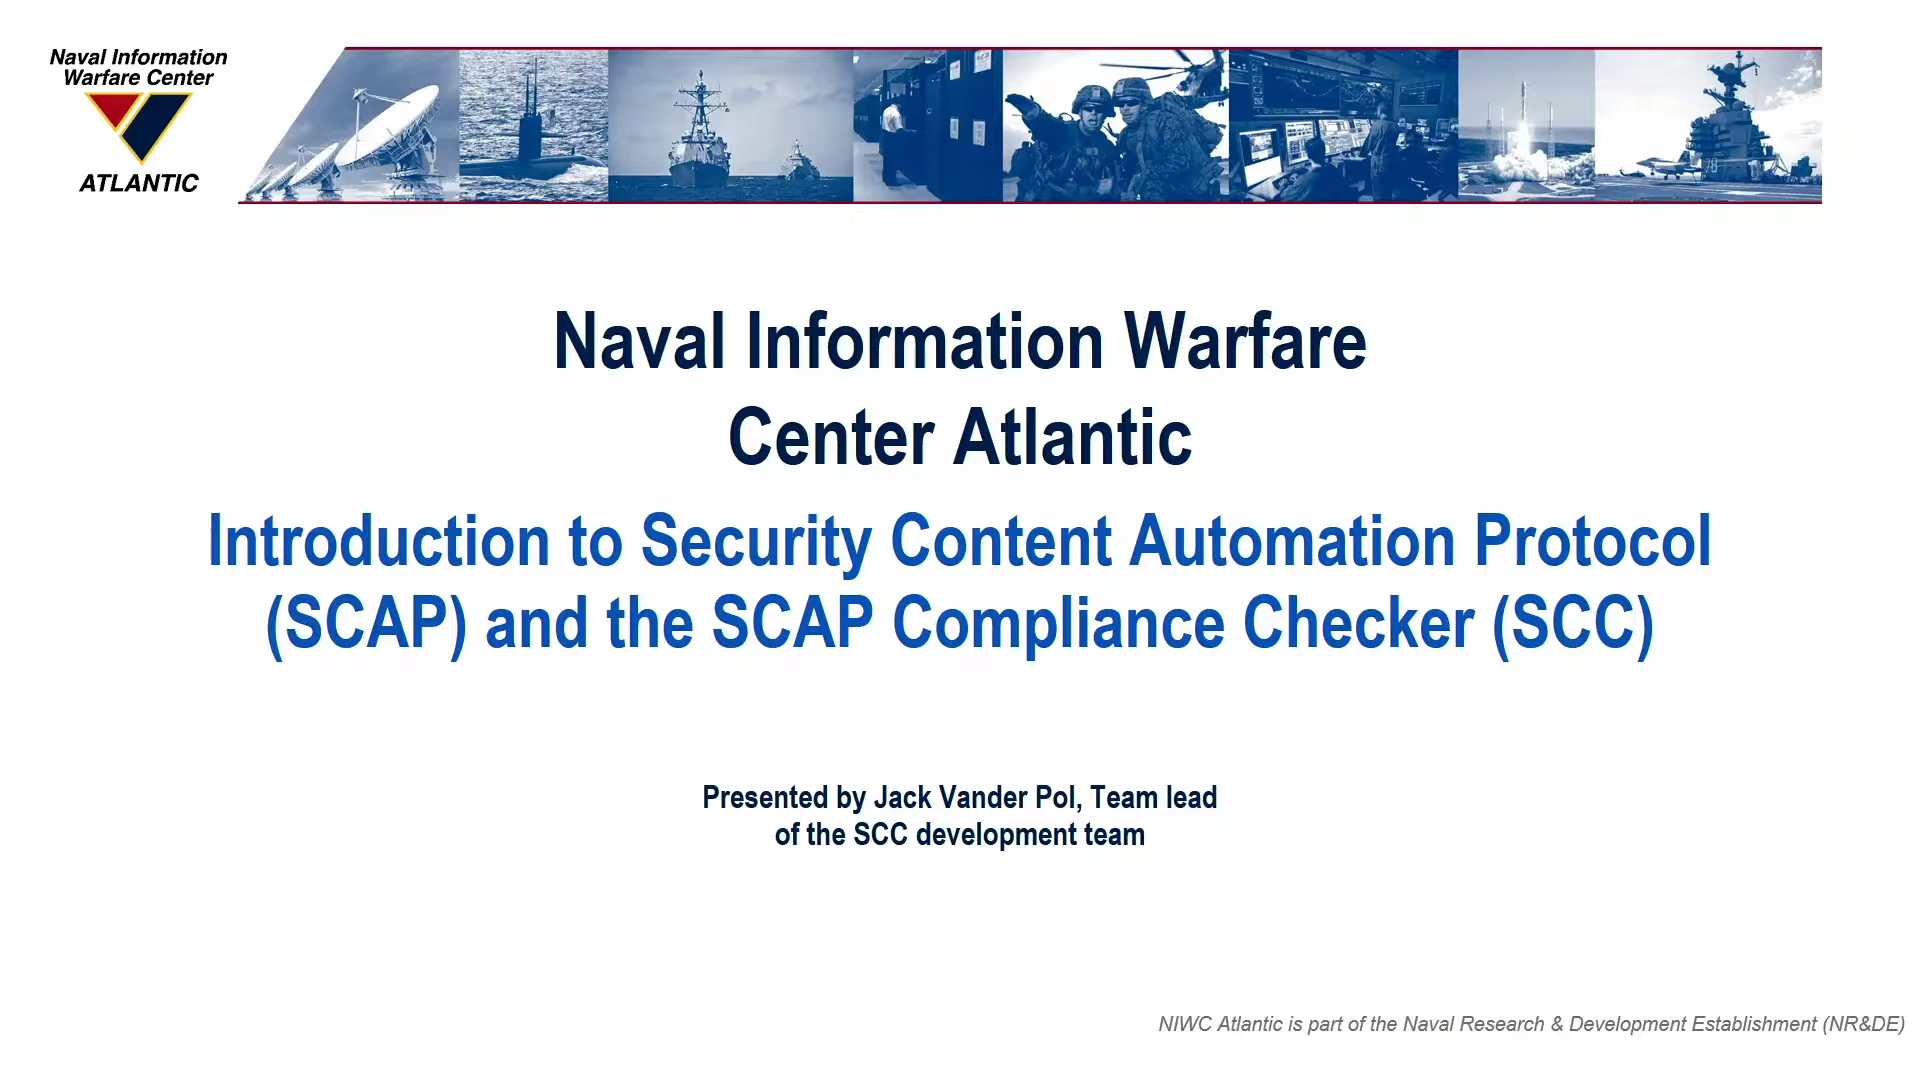 Naval Information
Warfare Center
ATLANTIC
Naval Information Warfare
Center Atlantic
Introduction to Security Content Automation Protocol
(SCAP) and the SCAP Compliance Checker (SCC)
Presented by Jack Vander Pol, Team lead
of the SCC development team
NIWC Atlantic is part of the Naval Research & Development Establishment (NR&DE)